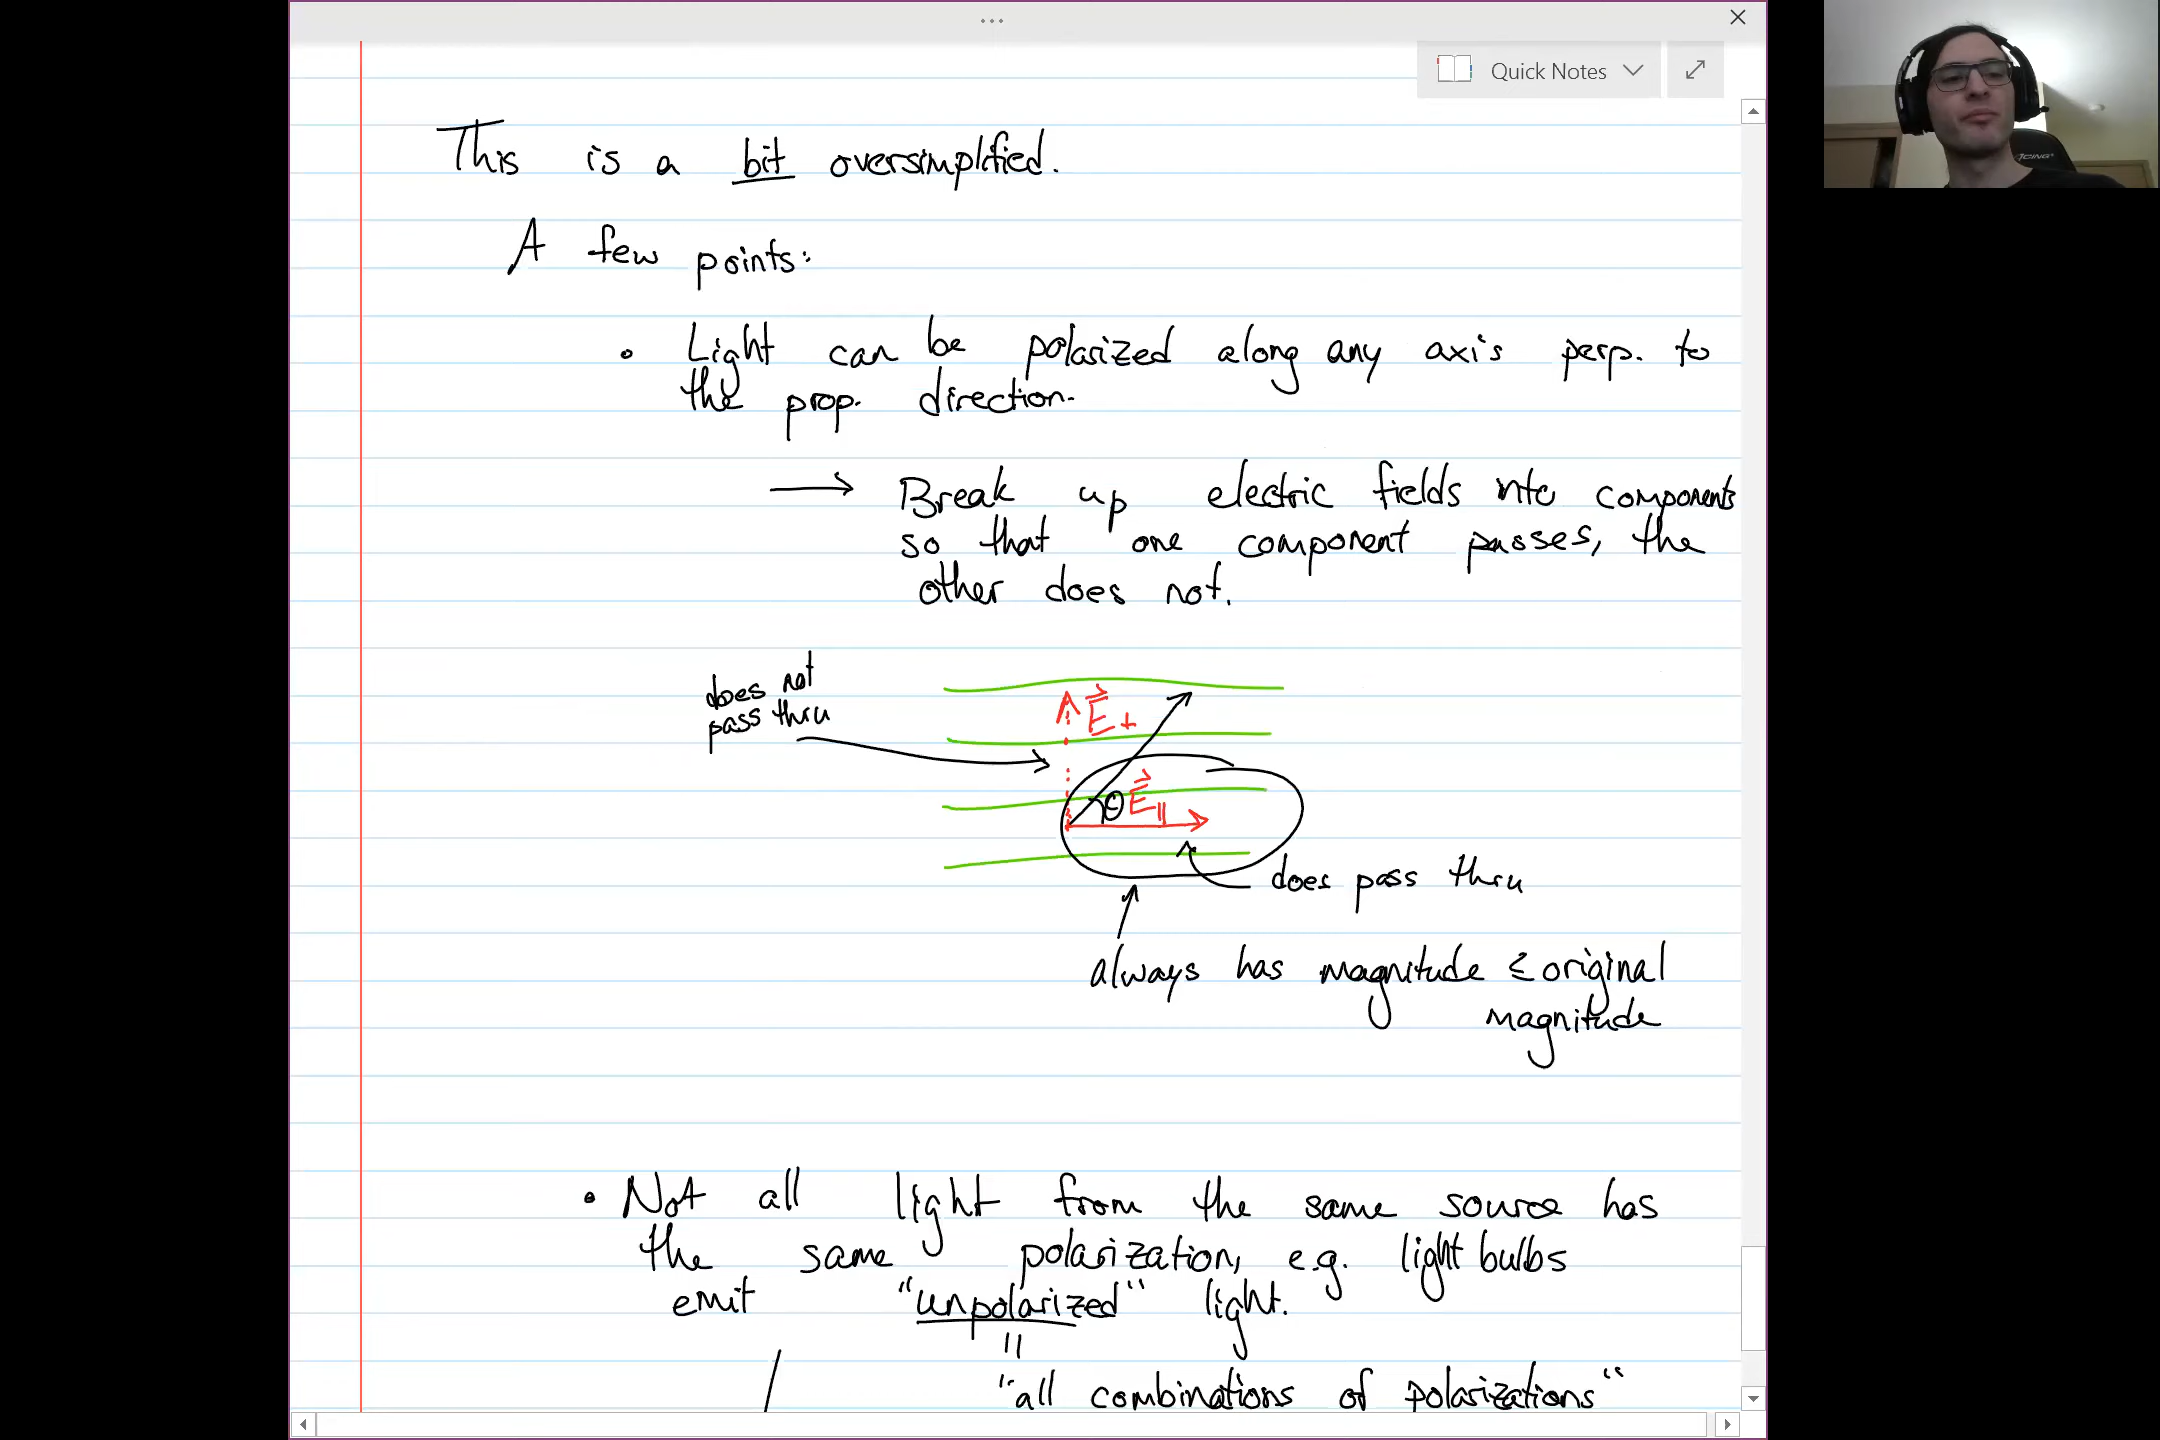 Quick Notes
This is a bit oversimplified.
A few points:
• Light can be polarized along any axis perp. to
the prop. direction.
→ Break up electric fields into components
so that one component passes, the
other does not.
does not
pass thru
E⊥
θ E||
does pass thru
always has magnitude ≤ original
magnitude
• Not all light from the same source has
the same polarization, e.g. light bulbs
emit "unpolarized" light.
"all combinations of polarizations"